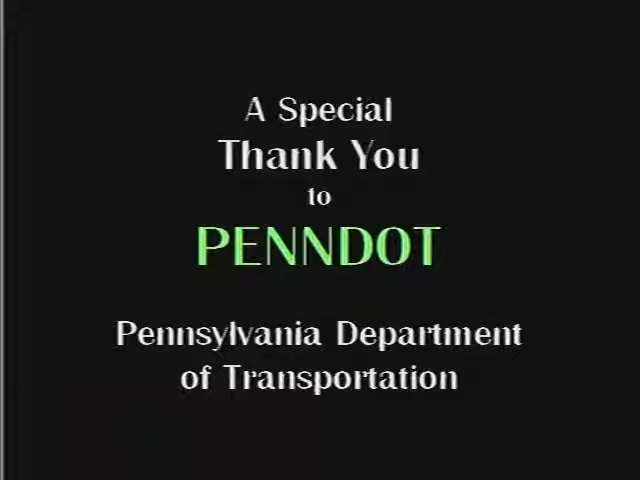 A Special
Thank You
to
PENNDOT
Pennsylvania Department
of Transportation